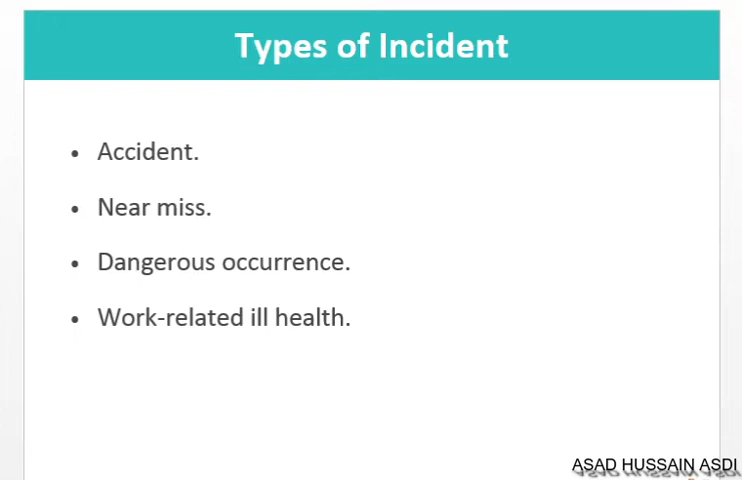 Types of Incident
• Accident.
• Near miss.
• Dangerous occurrence.
• Work-related ill health.
ASAD HUSSAIN ASDI